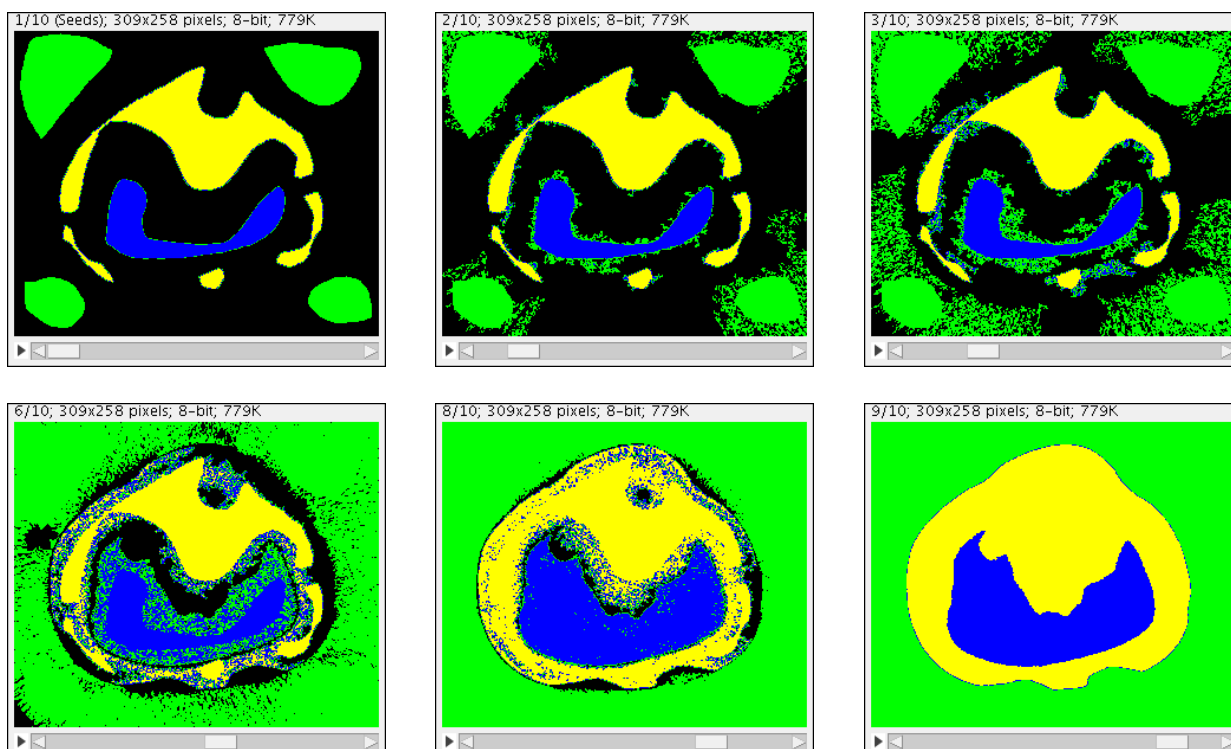 1/10 (Seeds); 309x258 pixels; 8-bit; 779K
2/10; 309x258 pixels; 8-bit; 779K
3/10; 309x258 pixels; 8-bit; 779K
6/10; 309x258 pixels; 8-bit; 779K
8/10; 309x258 pixels; 8-bit; 779K
9/10; 309x258 pixels; 8-bit; 779K